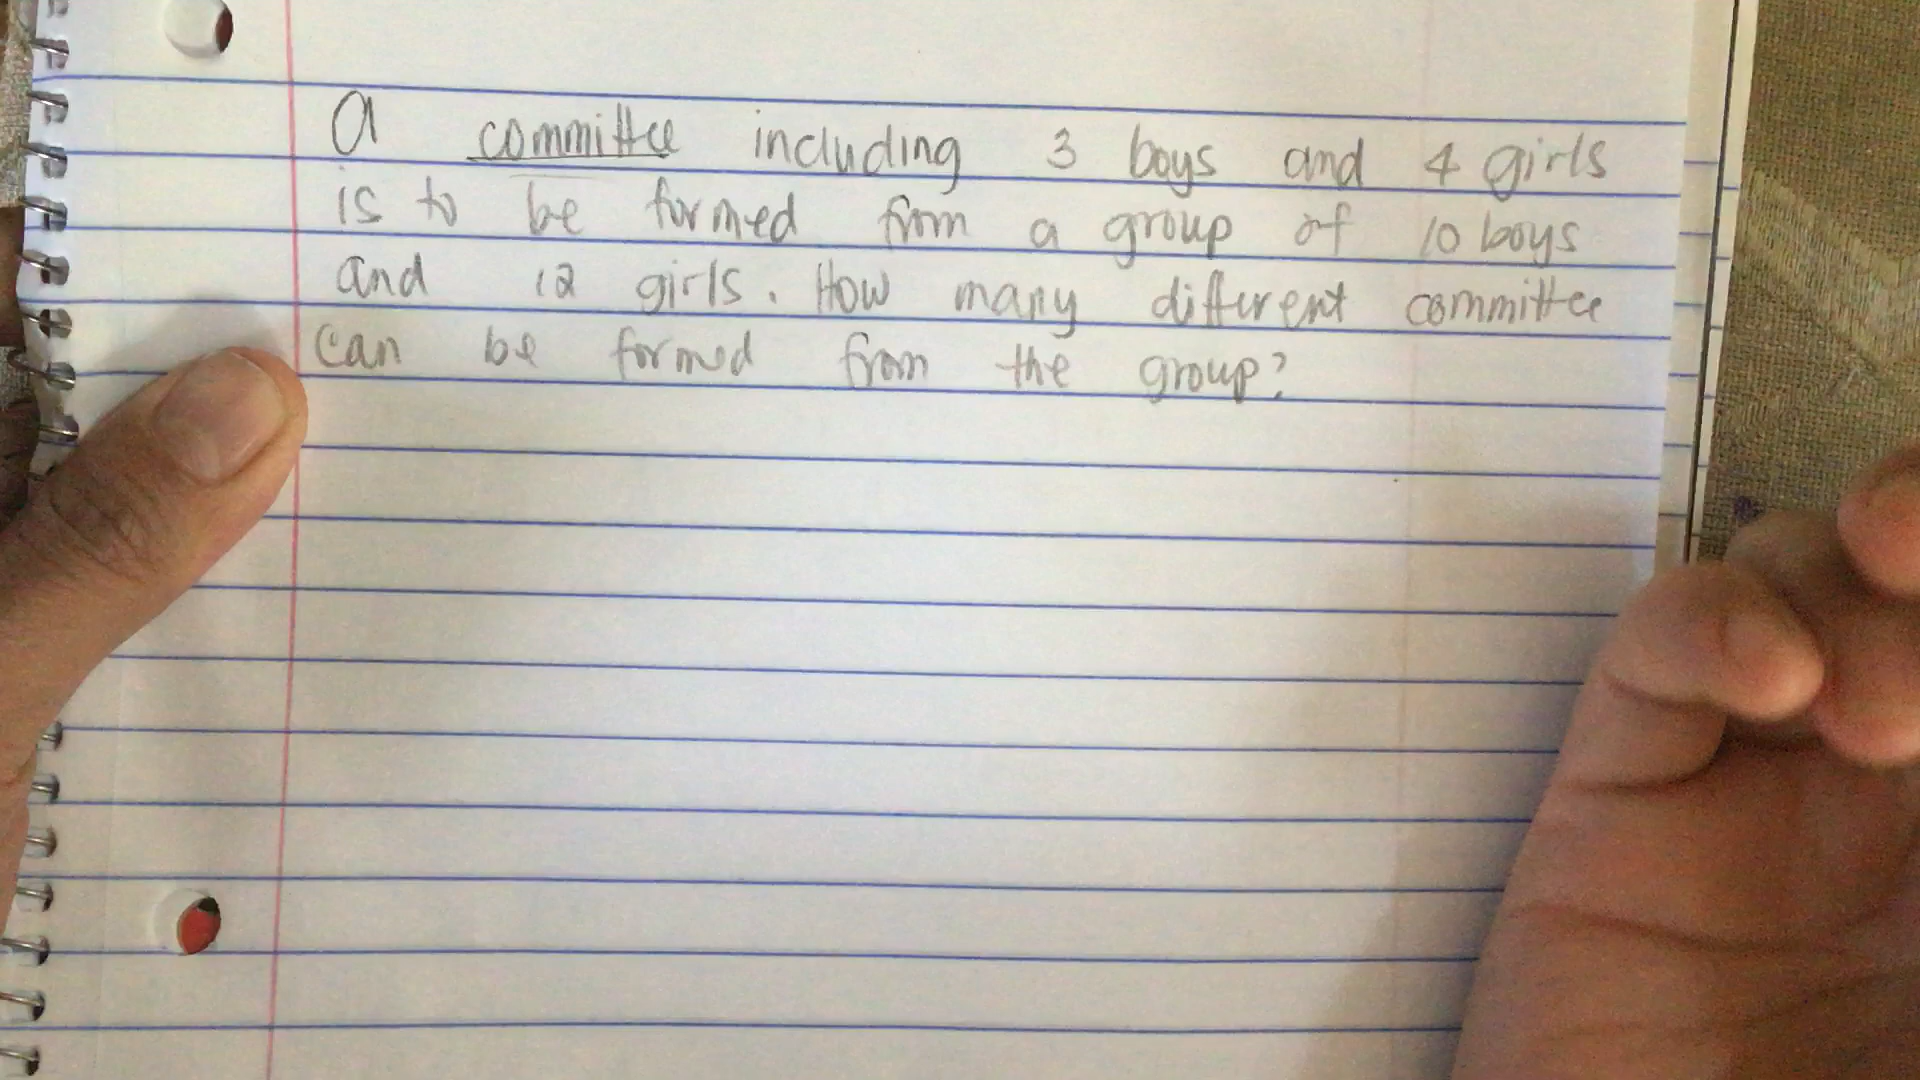 A committee including 3 boys and 4 girls
is to be formed from a group of 10 boys
and 12 girls. How many different committee
can be formed from the group?